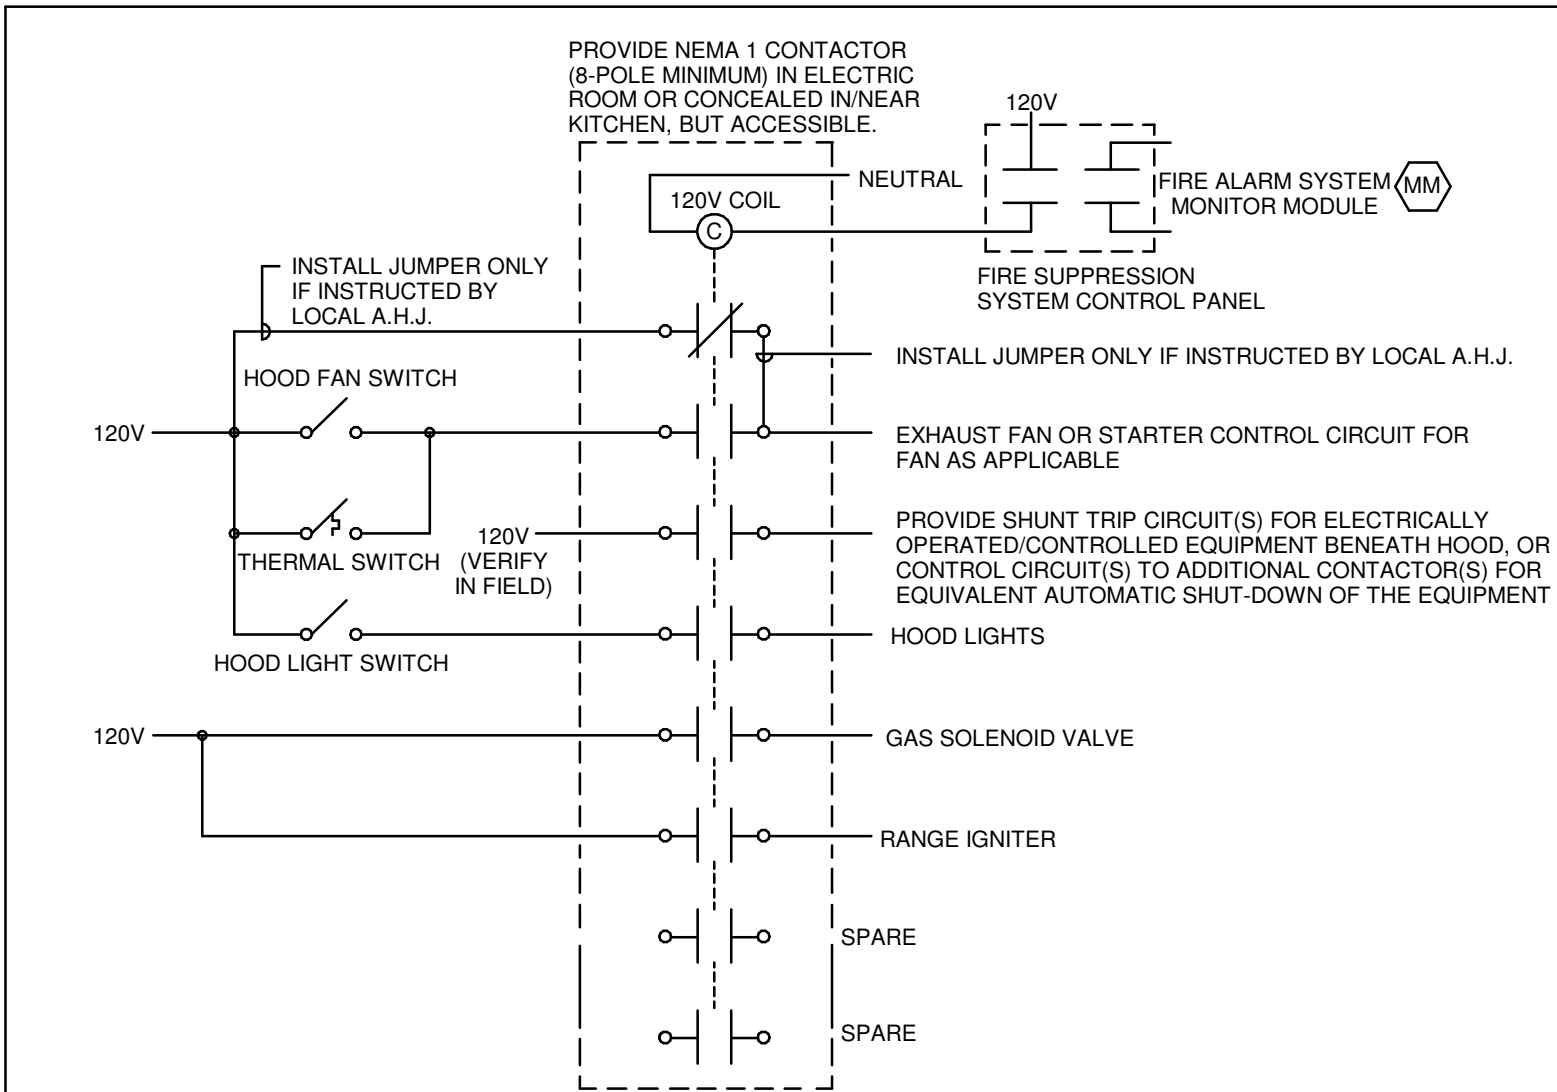 PROVIDE NEMA 1 CONTACTOR
(8-POLE MINIMUM) IN ELECTRIC
ROOM OR CONCEALED IN/NEAR
KITCHEN, BUT ACCESSIBLE.
120V
NEUTRAL
120V COIL
C
FIRE ALARM SYSTEM
MONITOR MODULE
MM
FIRE SUPPRESSION
SYSTEM CONTROL PANEL
INSTALL JUMPER ONLY
IF INSTRUCTED BY
LOCAL A.H.J.
INSTALL JUMPER ONLY IF INSTRUCTED BY LOCAL A.H.J.
HOOD FAN SWITCH
120V
EXHAUST FAN OR STARTER CONTROL CIRCUIT FOR
FAN AS APPLICABLE
THERMAL SWITCH
120V
(VERIFY
IN FIELD)
PROVIDE SHUNT TRIP CIRCUIT(S) FOR ELECTRICALLY
OPERATED/CONTROLLED EQUIPMENT BENEATH HOOD, OR
CONTROL CIRCUIT(S) TO ADDITIONAL CONTACTOR(S) FOR
EQUIVALENT AUTOMATIC SHUT-DOWN OF THE EQUIPMENT
HOOD LIGHT SWITCH
HOOD LIGHTS
120V
GAS SOLENOID VALVE
RANGE IGNITER
SPARE
SPARE